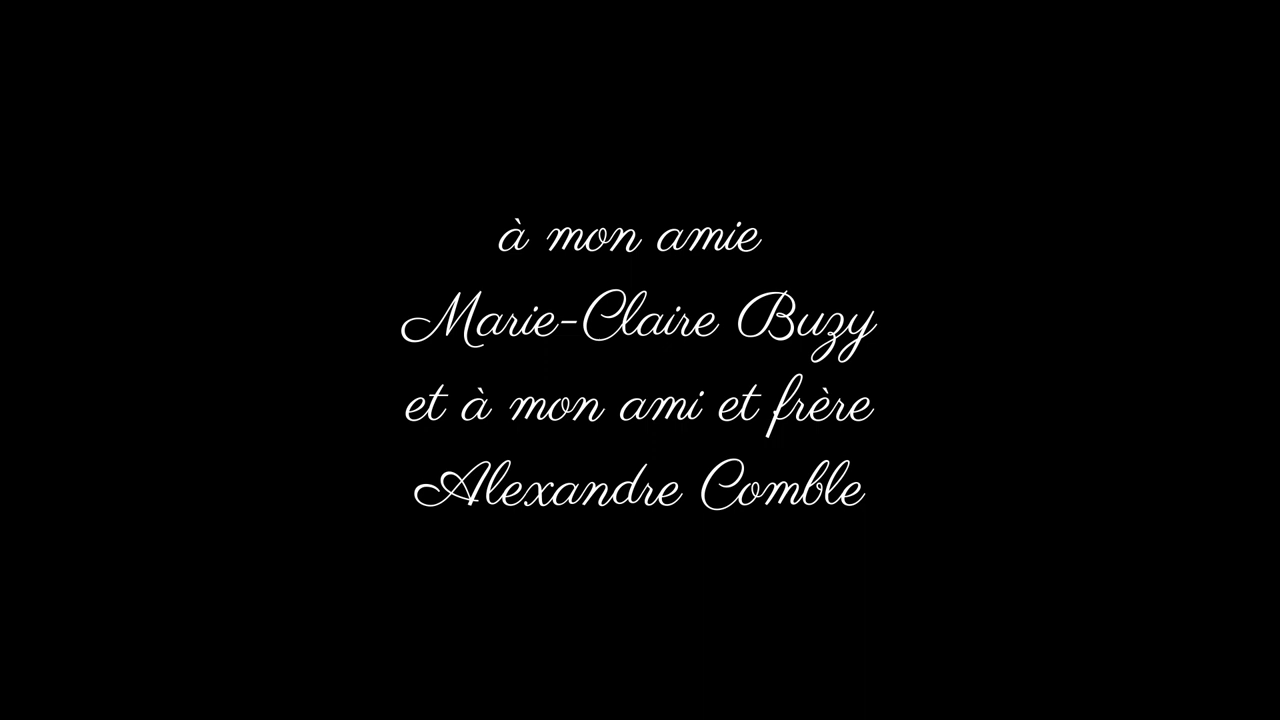 à mon amie
Marie-Claire Buzy
et à mon ami et frère
Alexandre Comble